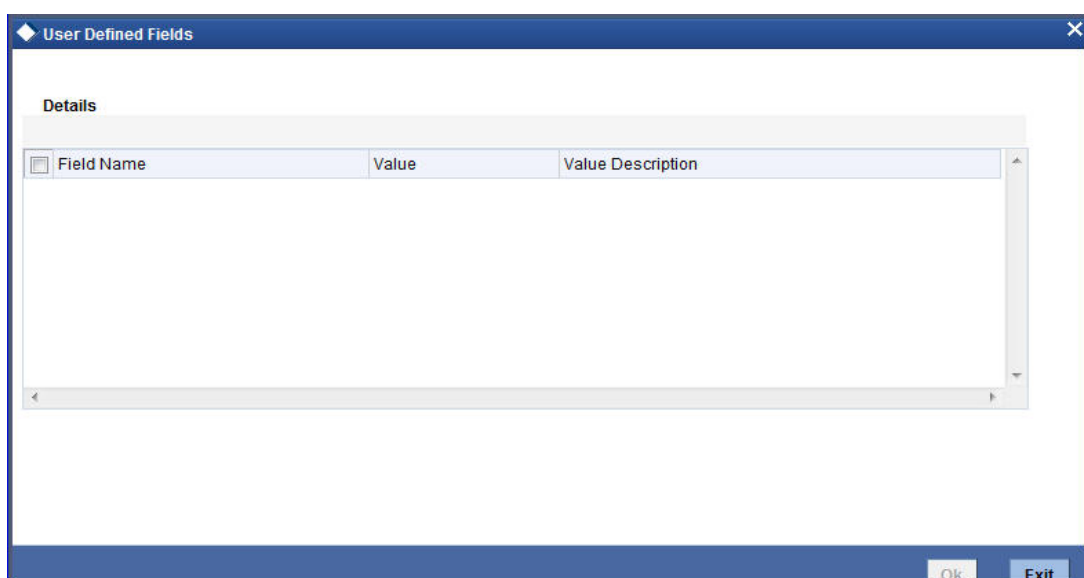 User Defined Fields
Details
Field Name Value Value Description
Ok Exit